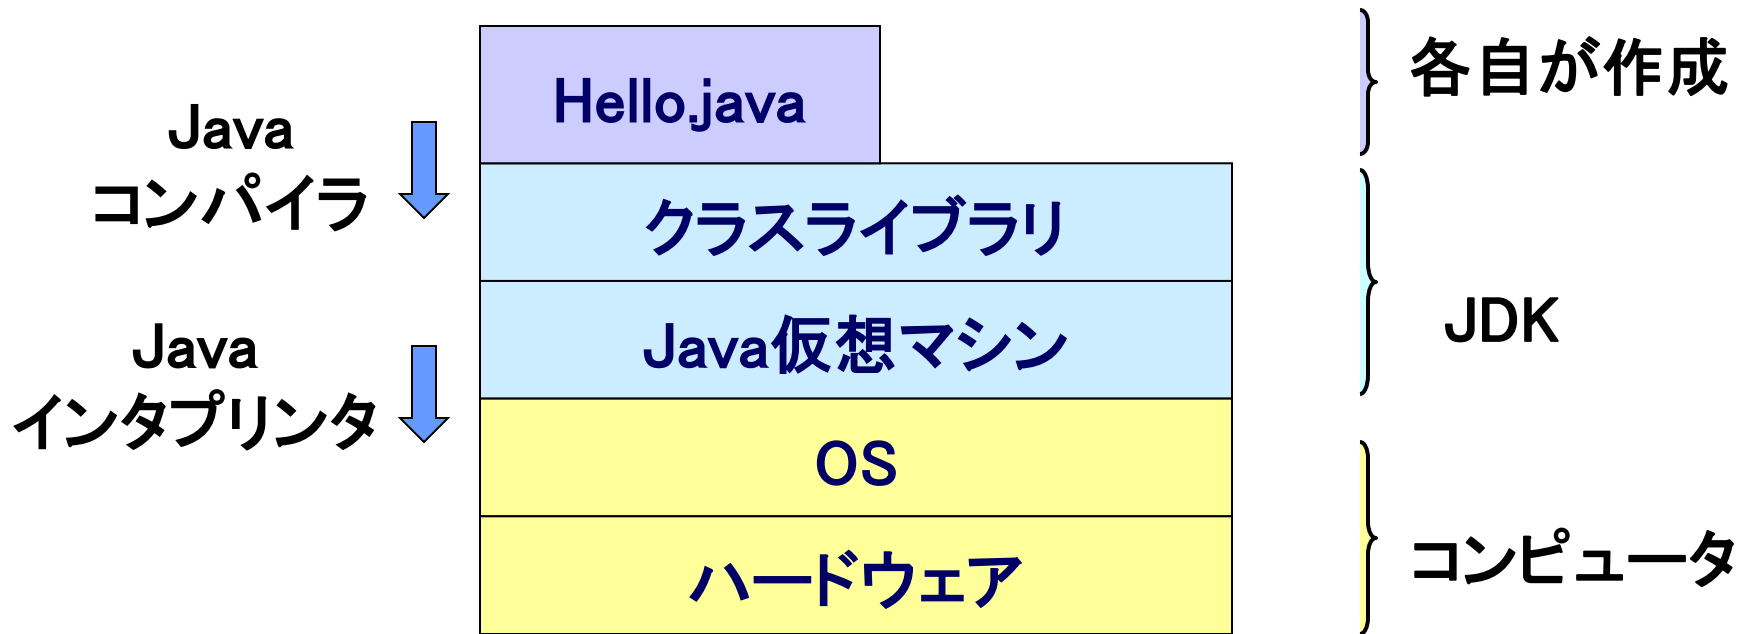 Hello.java
各自が作成
Java
コンパイラ
クラスライブラリ
Java仮想マシン
JDK
Java
インタプリンタ
OS
ハードウェア
コンピュータ